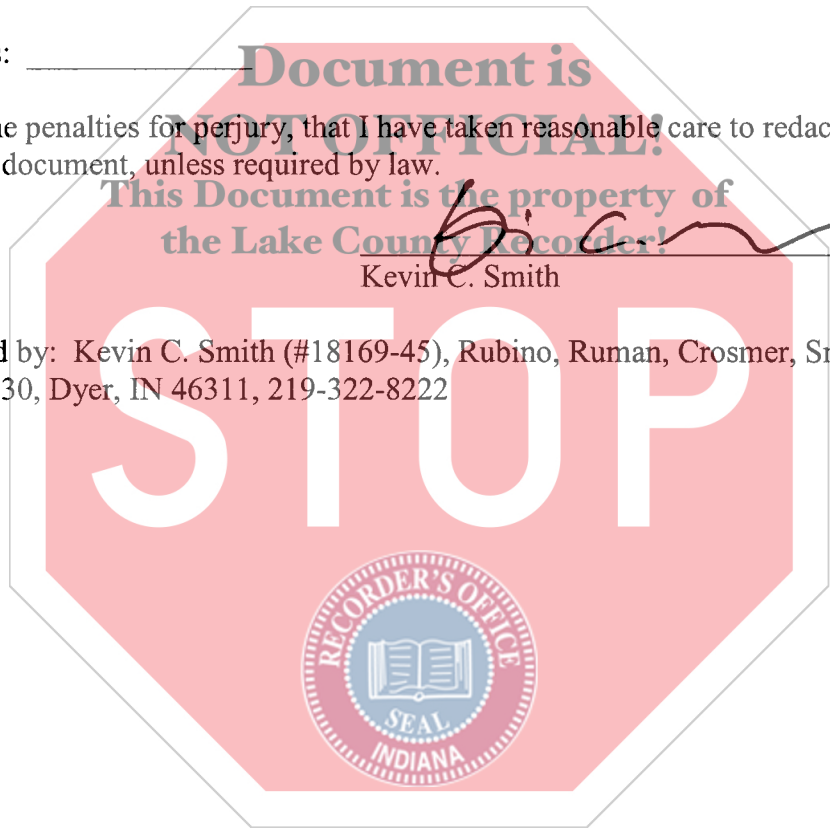 :
Document is
e penalties for perjury, that I have taken reasonable care to redac
NOT OFFICIAL!
document, unless required by law.
This Document is the property of
the Lake County Recorder!
Kevin C. Smith
STOP
d by: Kevin C. Smith (#18169-45), Rubino, Ruman, Crosmer, Sm
30, Dyer, IN 46311, 219-322-8222
RECORDER'S OFFICE
SEAL
INDIANA